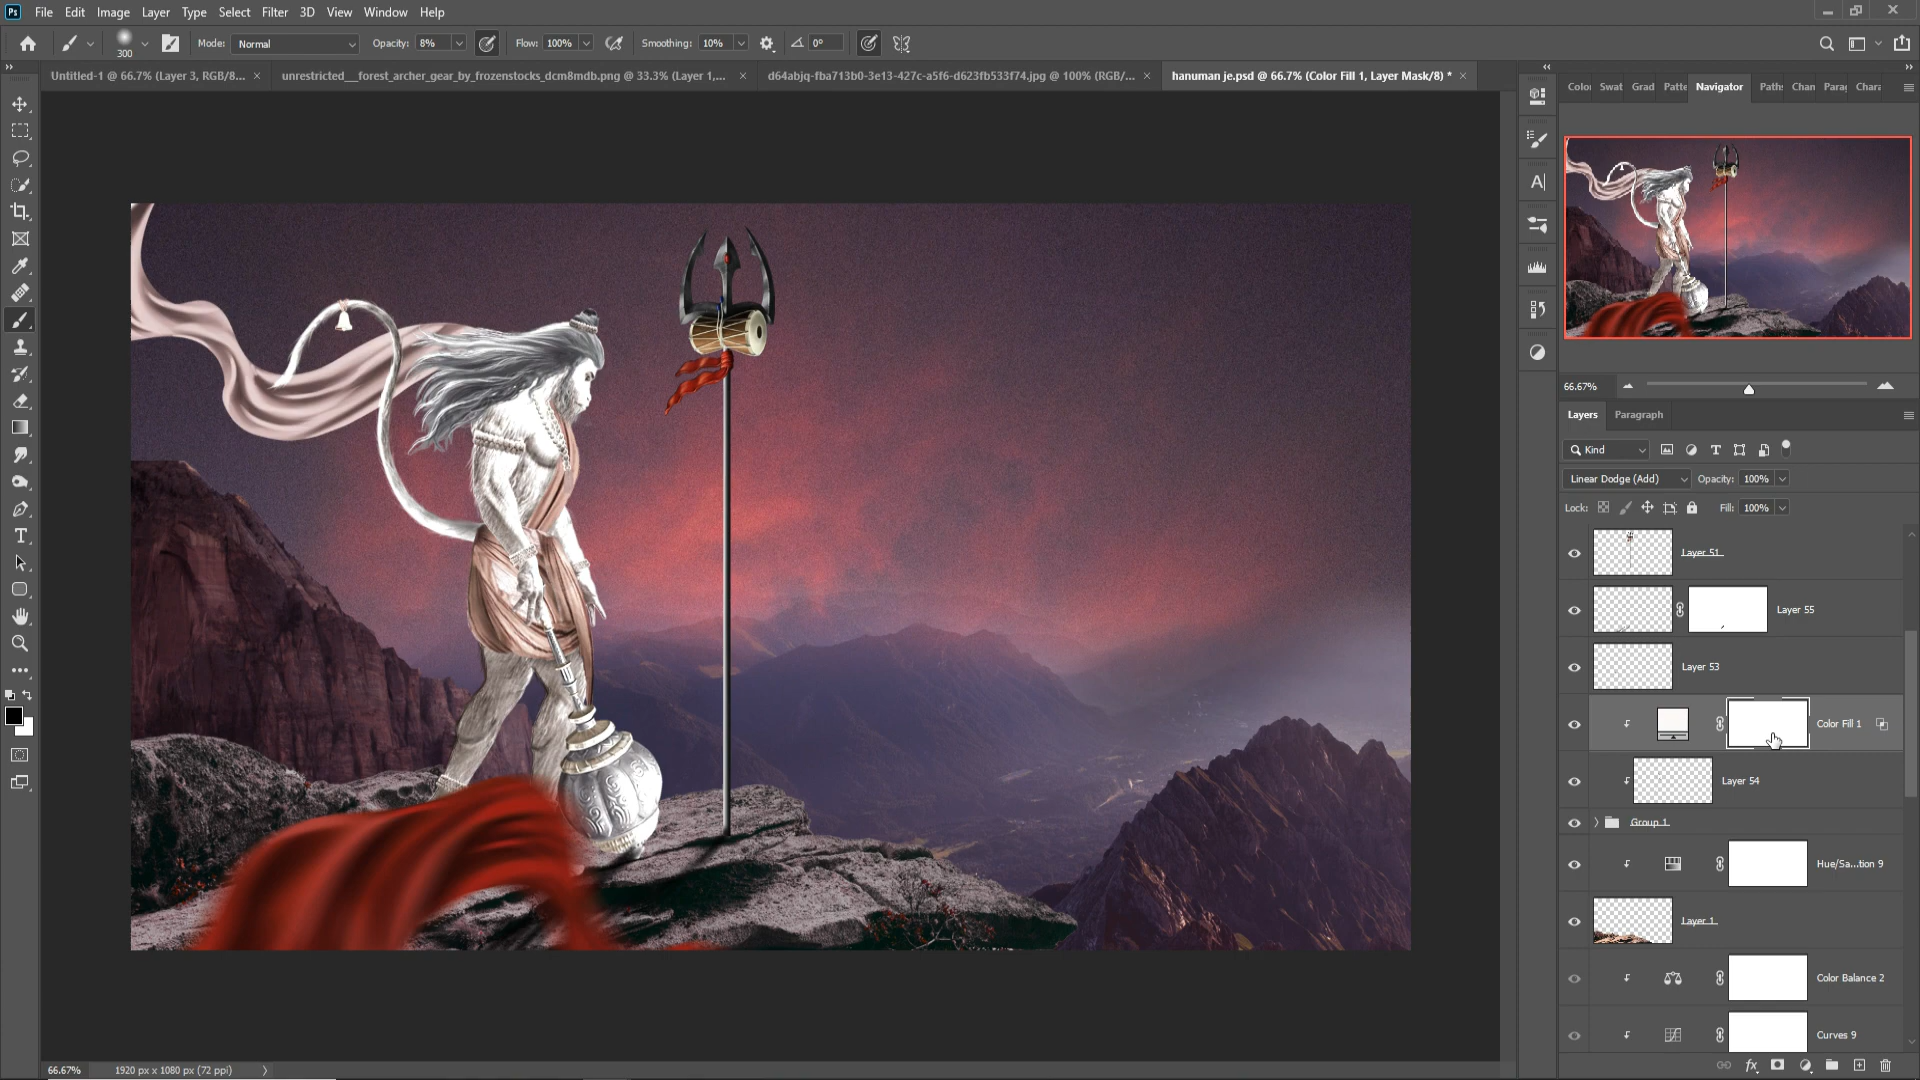 Ps File Edit Image Layer Type Select Filter 3D View Window Help
300 Mode: Normal Opacity: 8% Flow: 100% Smoothing: 10% 0°
Untitled-1 @ 66.7% (Layer 3, RGB/8... × unrestricted__forest_archer_gear_by_frozenstocks_dcm8mdb.png @ 33.3% (Layer 1,... × d64abjq-fba713b0-3e13-427c-a5f6-d623fb533f74.jpg @ 100% (RGB/... × hanuman je.psd @ 66.7% (Color Fill 1, Layer Mask/8) * ×
Colo Swat Grad Patte Navigator Paths Chan Para Chara
66.67%
Layers Paragraph
Kind
Linear Dodge (Add) Opacity: 100%
Lock: Fill: 100%
Layer 51
Layer 55
Layer 53
Color Fill 1
Layer 54
Group 1
Hue/Sa...tion 9
Layer 1
Color Balance 2
Curves 9
66.67% 1920 px x 1080 px (72 ppi)